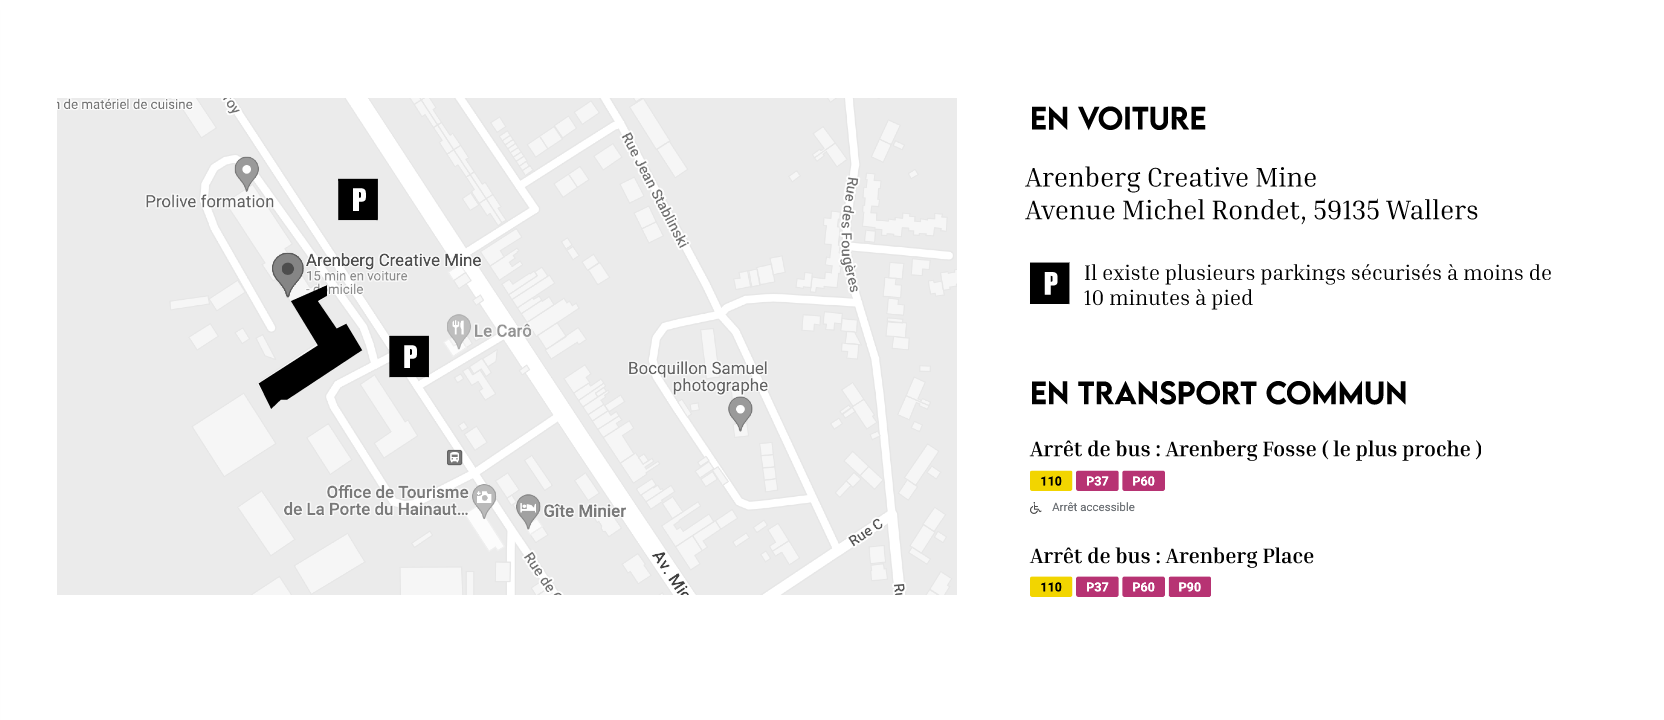 n de matériel de cuisine
Prolive formation
P
Arenberg Creative Mine
15 min en voiture
Le Carô
P
Office de Tourisme
de La Porte du Hainaut...
Gîte Minier
Rue Jean Stablinski
Rue des Fougères
Bocquillon Samuel
photographe
Rue C
Av. Mic
Rue de
EN VOITURE
Arenberg Creative Mine
Avenue Michel Rondet, 59135 Wallers
P
Il existe plusieurs parkings sécurisés à moins de
10 minutes à pied
EN TRANSPORT COMMUN
Arrêt de bus : Arenberg Fosse ( le plus proche )
110 P37 P60
Arrêt accessible
Arrêt de bus : Arenberg Place
110 P37 P60 P90